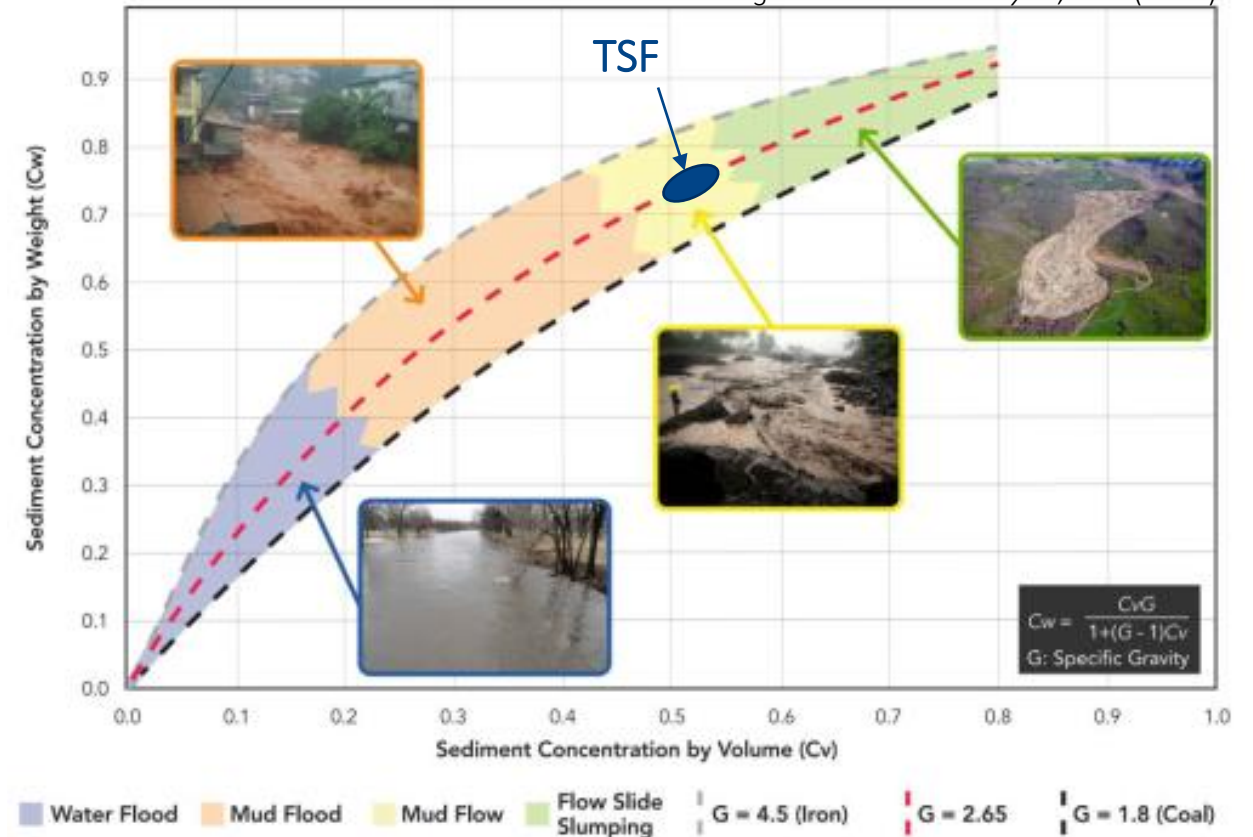 TSF
Sediment Concentration by Weight (Cw)
0.9
0.8
0.7
0.6
0.5
0.4
0.3
0.2
0.1
0.0
0.0 0.1 0.2 0.3 0.4 0.5 0.6 0.7 0.8 0.9 1.0
Sediment Concentration by Volume (Cv)
Cw = CvG
1+(G - 1)Cv
G: Specific Gravity
Water Flood
Mud Flood
Mud Flow
Flow Slide
Slumping
G = 4.5 (Iron)
G = 2.65
G = 1.8 (Coal)